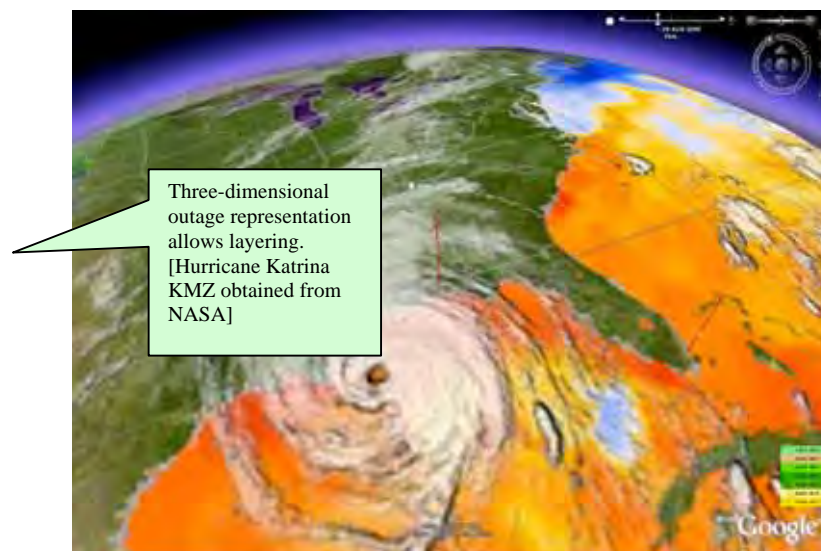 Three-dimensional
outage representation
allows layering.
[Hurricane Katrina
KMZ obtained from
NASA]
Google